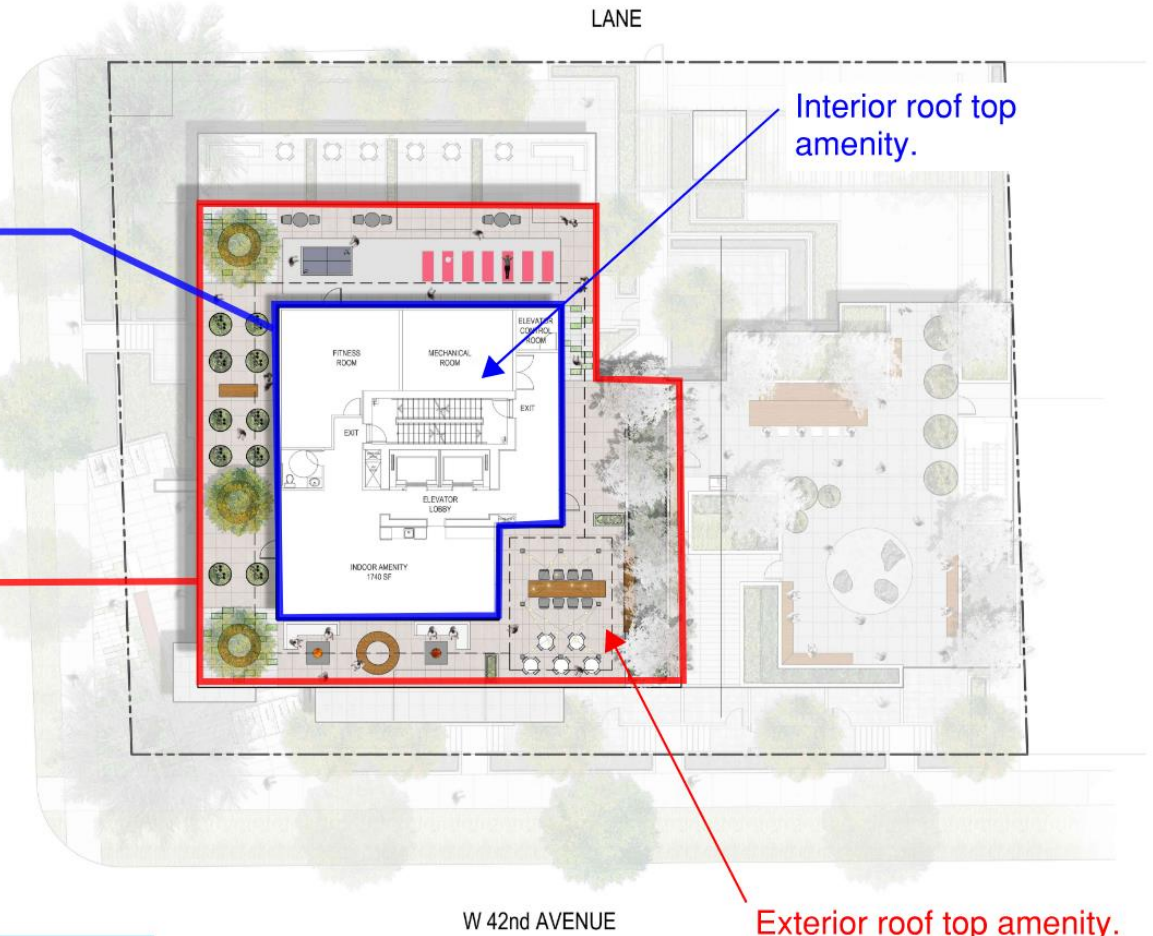 LANE
Interior roof top
amenity.
ELEVATOR
CONTROL
ROOM
FITNESS
ROOM
MECHANICAL
ROOM
EXIT
EXIT
ELEVATOR
LOBBY
INDOOR AMENITY
1740 SF
W 42nd AVENUE
Exterior roof top amenity.